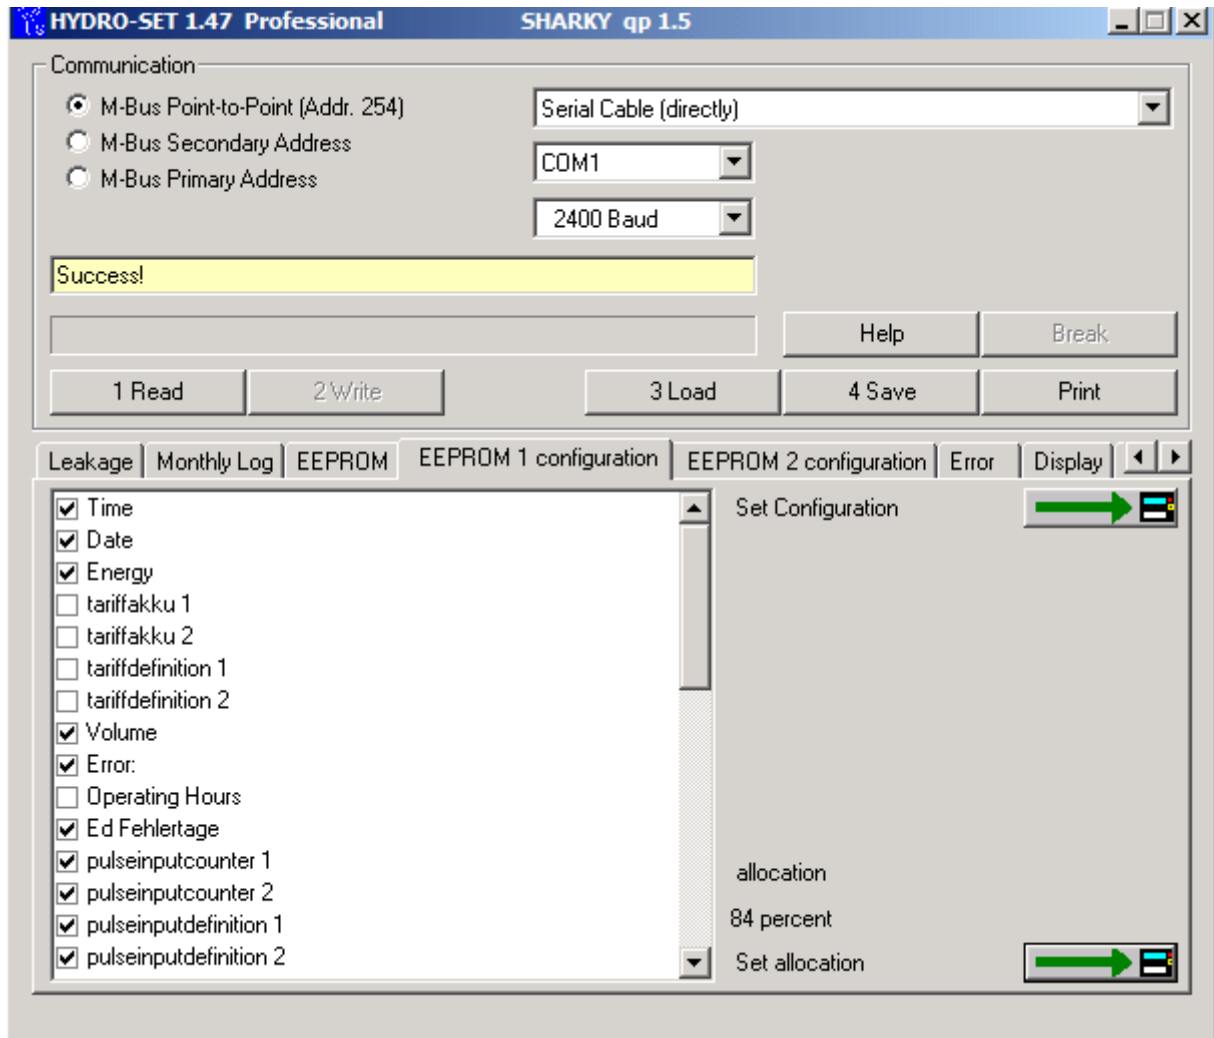 HYDRO-SET 1.47 Professional SHARKY qp 1.5
Communication
M-Bus Point-to-Point (Addr. 254)
Serial Cable (directly)
M-Bus Secondary Address
COM1
M-Bus Primary Address
2400 Baud
Success!
Help
Break
1 Read
2 Write
3 Load
4 Save
Print
Leakage
Monthly Log
EEPROM
EEPROM 1 configuration
EEPROM 2 configuration
Error
Display
Time
Set Configuration
Date
Energy
tariffakku 1
tariffakku 2
tariffdefinition 1
tariffdefinition 2
Volume
Error:
Operating Hours
Ed Fehlertage
pulseinputcounter 1
pulseinputcounter 2
pulseinputdefinition 1
pulseinputdefinition 2
allocation
84 percent
Set allocation